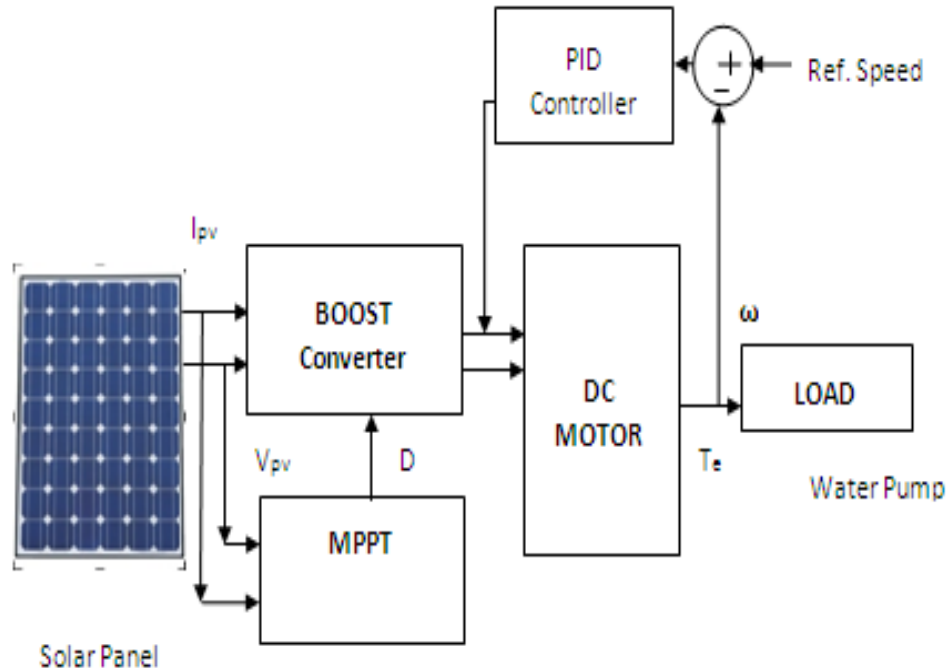 PID
Controller
+
−
Ref. Speed
Ipv
BOOST
Converter
ω
DC
MOTOR
LOAD
Vpv
D
Te
Water Pump
MPPT
Solar Panel